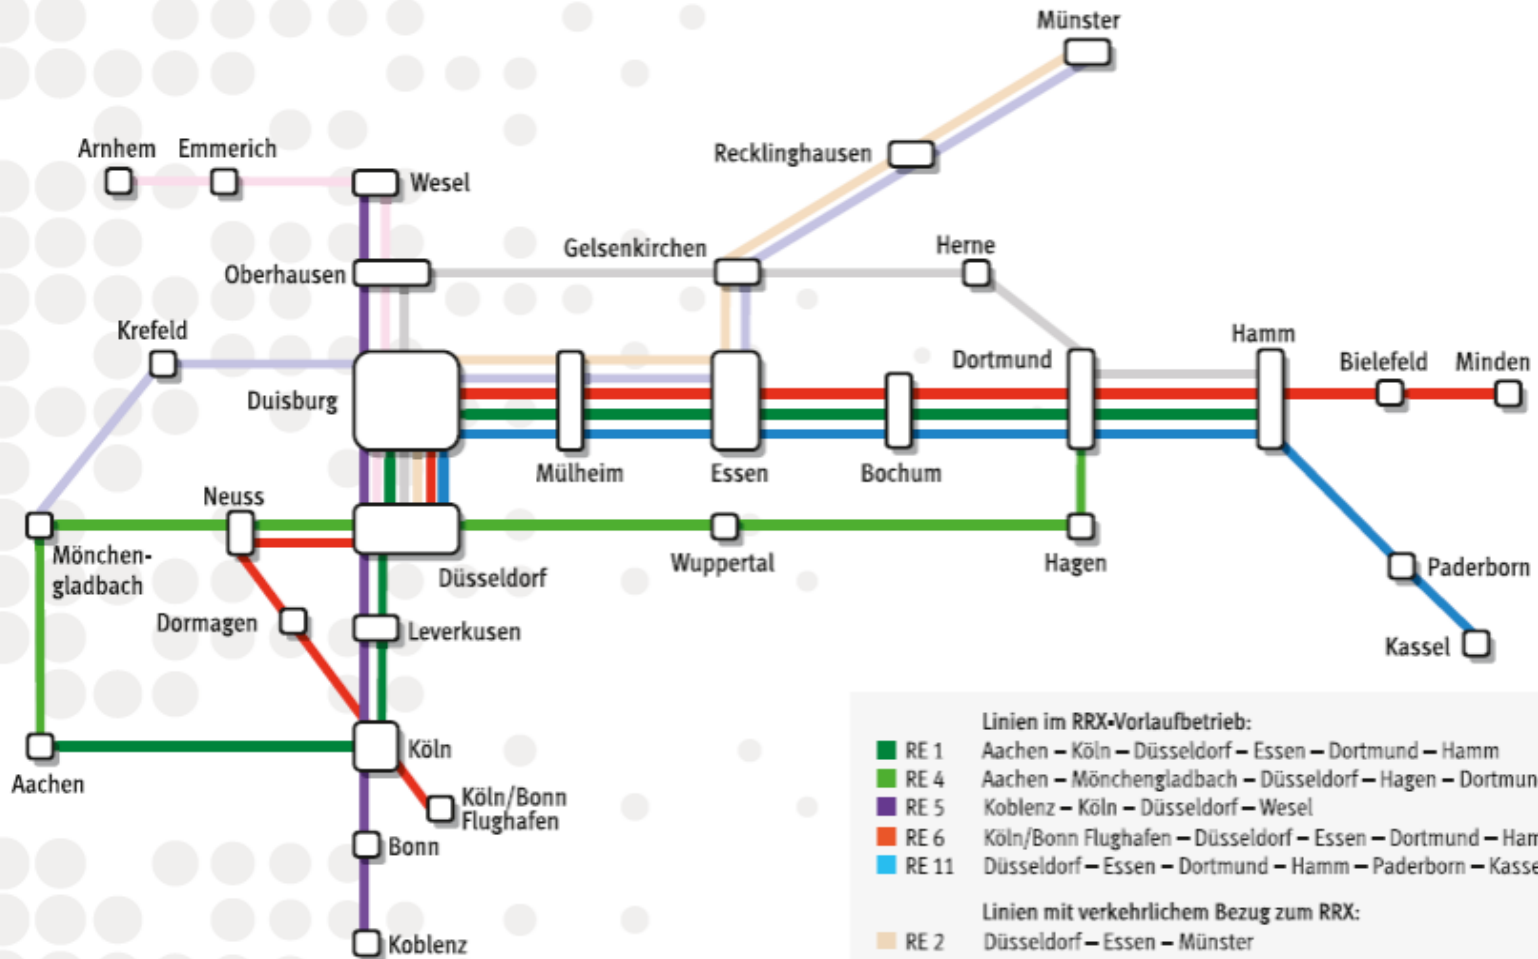 Münster
Arnhem
Emmerich
Recklinghausen
Wesel
Gelsenkirchen
Herne
Oberhausen
Krefeld
Hamm
Dortmund
Bielefeld
Minden
Duisburg
Mülheim
Essen
Bochum
Neuss
Mönchen-
gladbach
Düsseldorf
Wuppertal
Hagen
Paderborn
Dormagen
Leverkusen
Kassel
Köln
Aachen
Köln/Bonn
Flughafen
Bonn
Koblenz
Linien im RRX-Vorlaufbetrieb:
RE 1 Aachen – Köln – Düsseldorf – Essen – Dortmund – Hamm
RE 4 Aachen – Mönchengladbach – Düsseldorf – Hagen – Dortmun
RE 5 Koblenz – Köln – Düsseldorf – Wesel
RE 6 Köln/Bonn Flughafen – Düsseldorf – Essen – Dortmund – Ham
RE 11 Düsseldorf – Essen – Dortmund – Hamm – Paderborn – Kasse
Linien mit verkehrlichem Bezug zum RRX:
RE 2 Düsseldorf – Essen – Münster